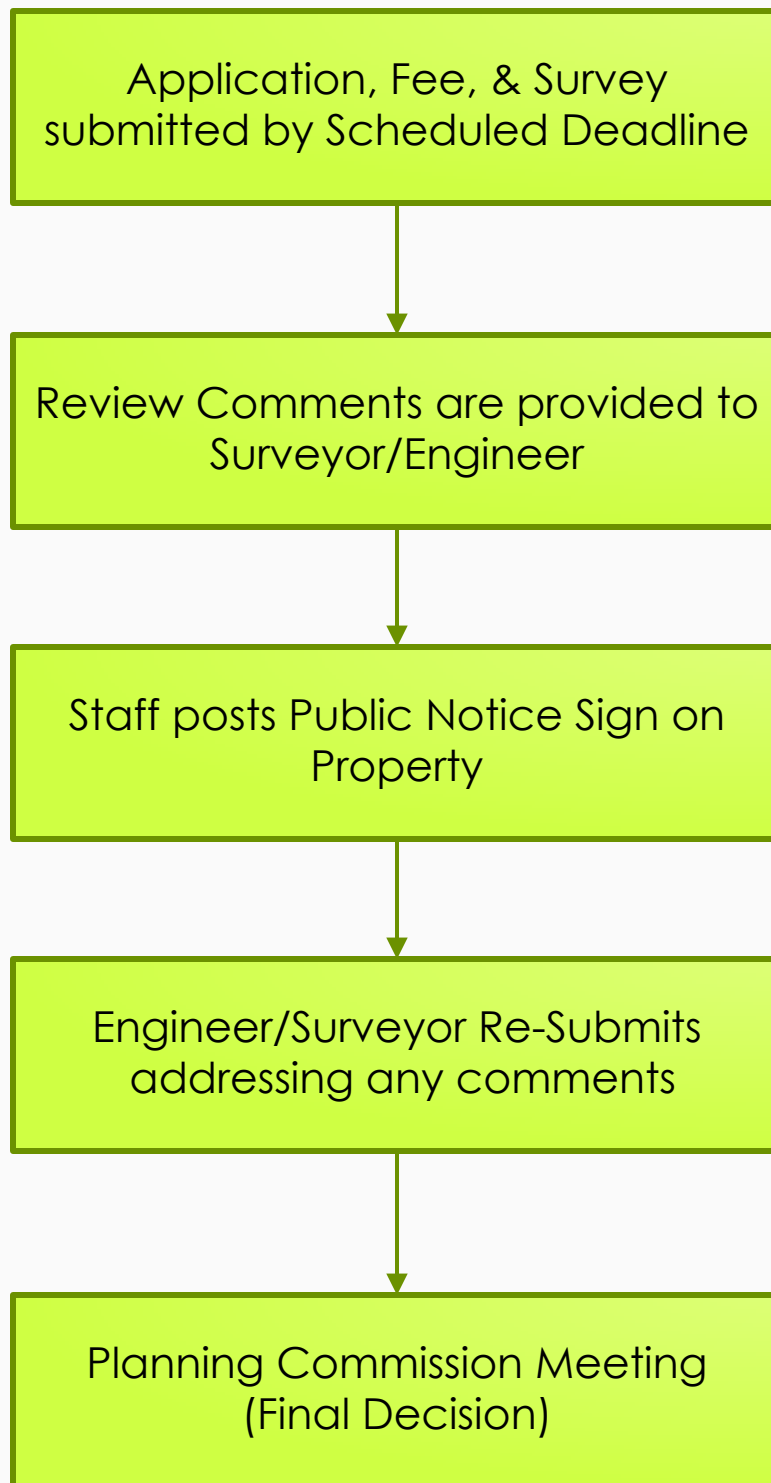 Application, Fee, & Survey
submitted by Scheduled Deadline
Review Comments are provided to
Surveyor/Engineer
Staff posts Public Notice Sign on
Property
Engineer/Surveyor Re-Submits
addressing any comments
Planning Commission Meeting
(Final Decision)